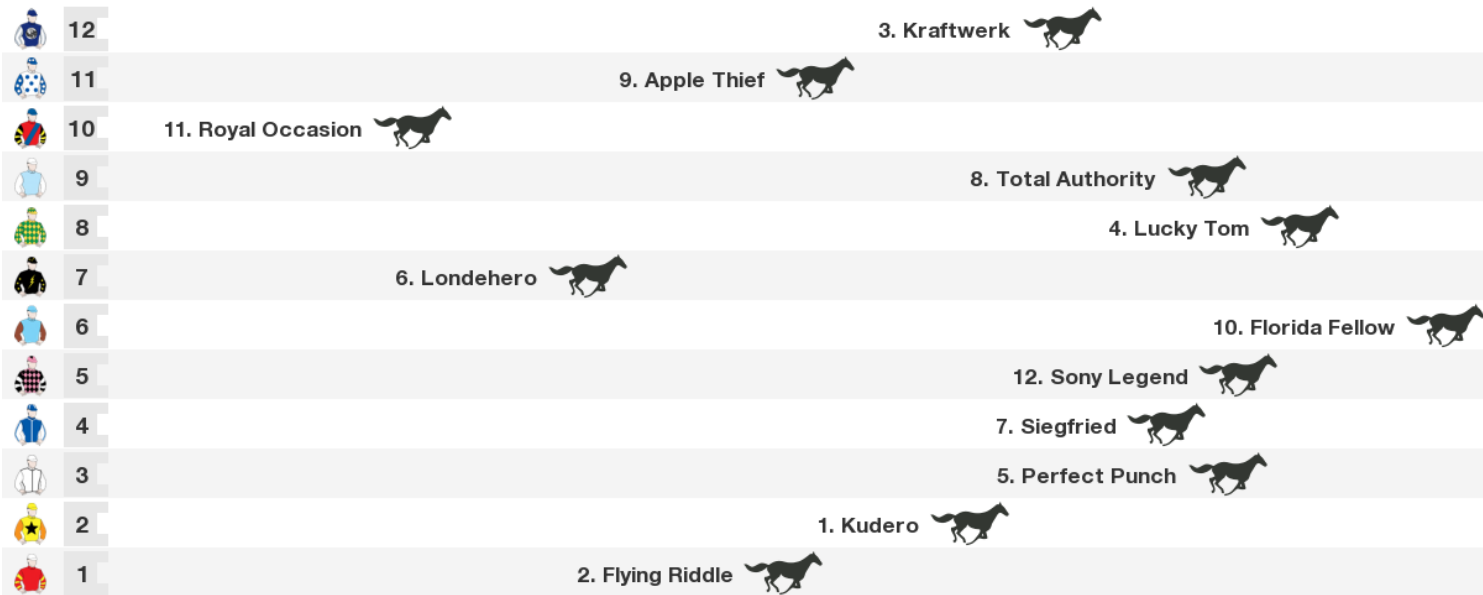 12 3. Kraftwerk
11 9. Apple Thief
10 11. Royal Occasion
9 8. Total Authority
8 4. Lucky Tom
7 6. Londehero
6 10. Florida Fellow
5 12. Sony Legend
4 7. Siegfried
3 5. Perfect Punch
2 1. Kudero
1 2. Flying Riddle